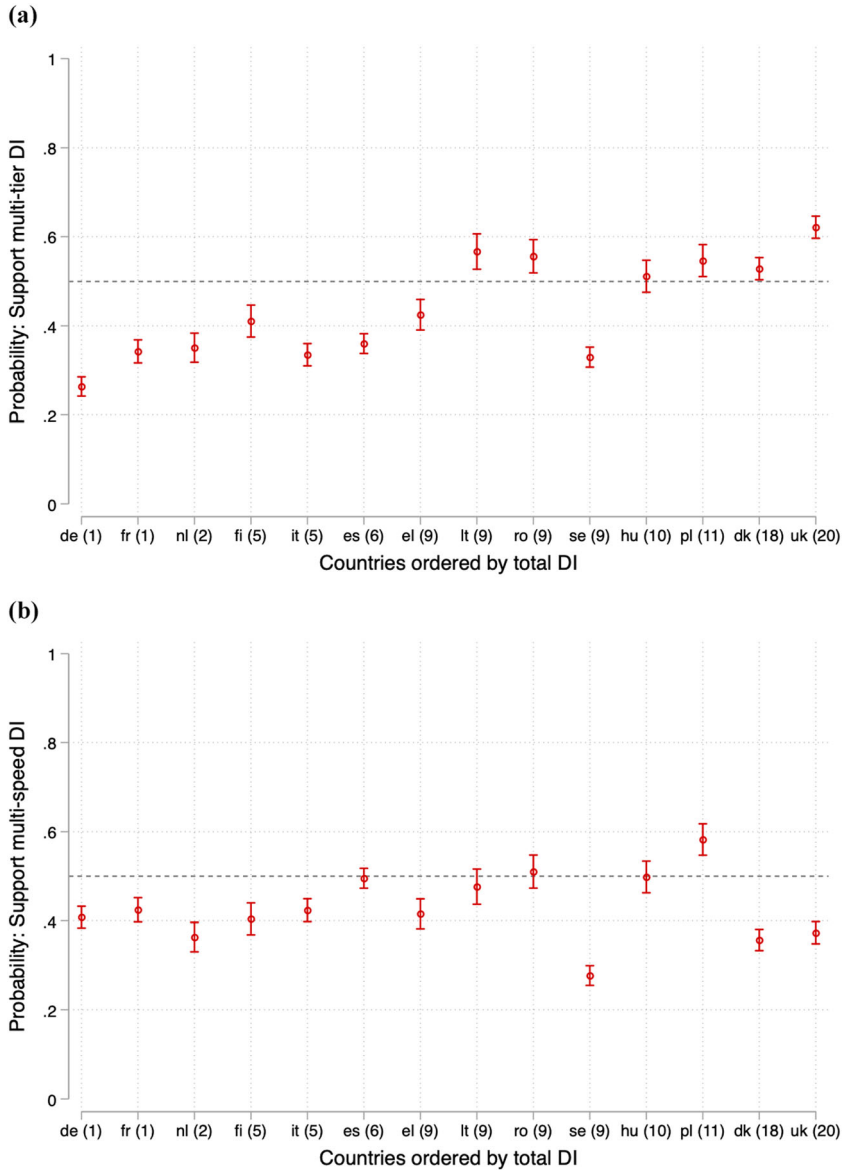 (a)
Probability: Support multi-tier DI
1
.8
.6
.4
.2
0
de (1) fr (1) nl (2) fi (5) it (5) es (6) el (9) lt (9) ro (9) se (9) hu (10) pl (11) dk (18) uk (20)
Countries ordered by total DI
(b)
Probability: Support multi-speed DI
1
.8
.6
.4
.2
0
de (1) fr (1) nl (2) fi (5) it (5) es (6) el (9) lt (9) ro (9) se (9) hu (10) pl (11) dk (18) uk (20)
Countries ordered by total DI